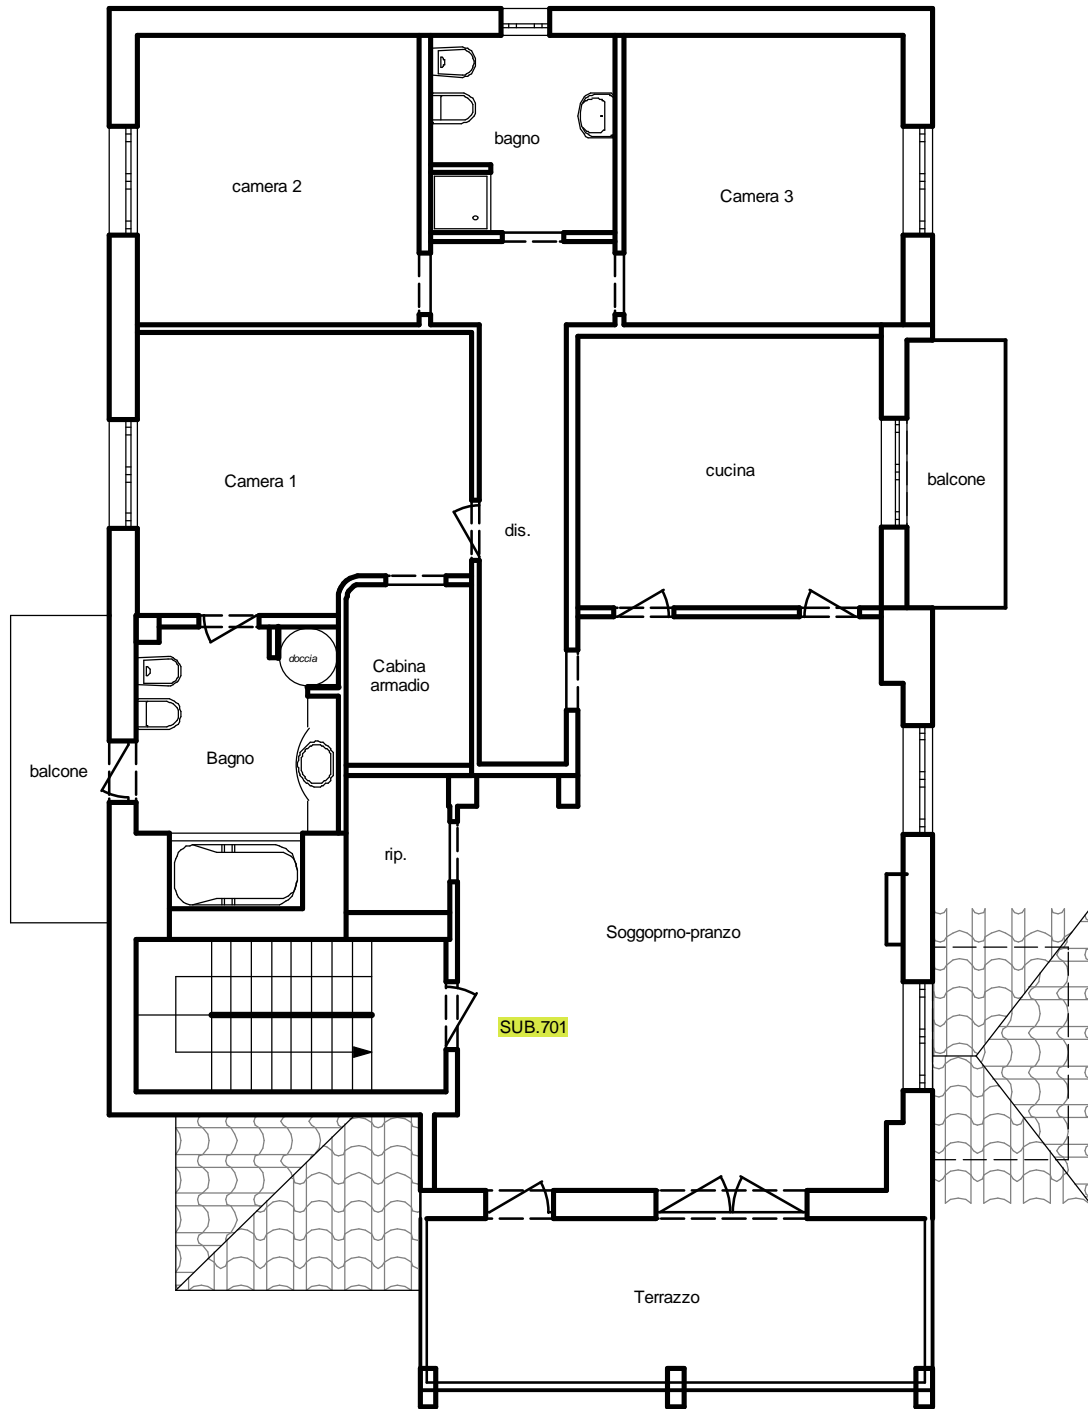 bagno
camera 2
Camera 3
cucina
Camera 1
balcone
dis.
doccia
Cabina
armadio
Bagno
balcone
rip.
Soggoprno-pranzo
SUB.701
Terrazzo